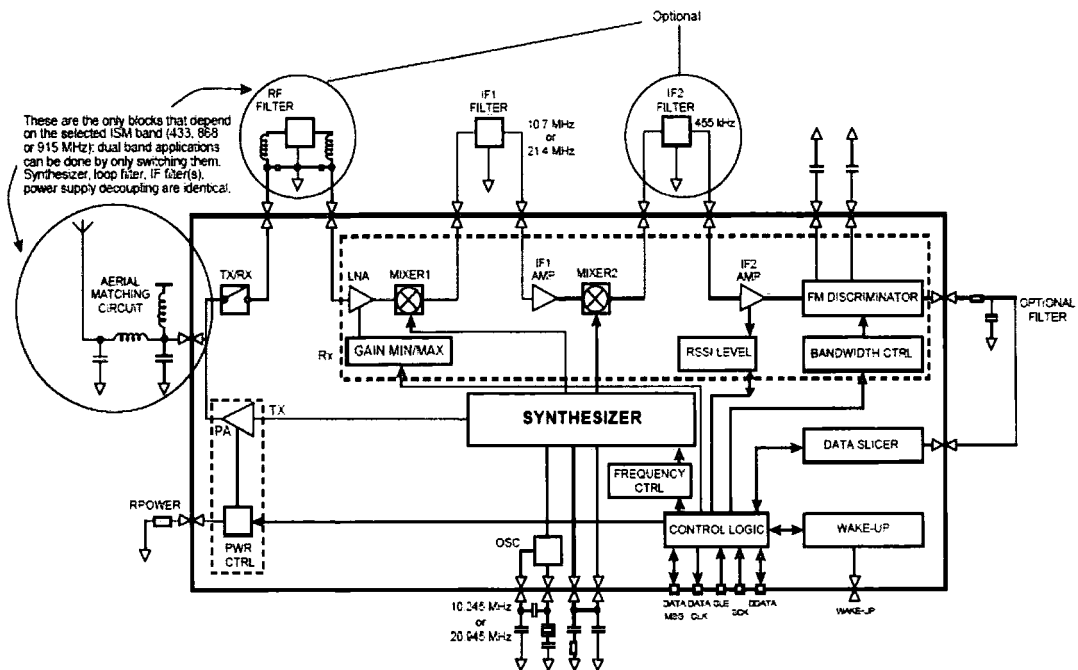 Optional
RF
FILTER
IF1
FILTER
10.7 MHz
or
21.4 MHz
IF2
FILTER
455 kHz
These are the only blocks that depend
on the selected ISM band (433, 868
or 915 MHz): dual band applications
can be done by only switching them.
Synthesizer, loop filter, IF filter(s),
power supply decoupling are identical.
AERIAL
MATCHING
CIRCUIT
TX/RX
LNA
MIXER1
IF1
AMP
MIXER2
IF2
AMP
FM DISCRIMINATOR
OPTIONAL
FILTER
Rx
GAIN MIN/MAX
RSSI LEVEL
BANDWIDTH CTRL
PA
TX
SYNTHESIZER
DATA SLICER
FREQUENCY
CTRL
RPOWER
PWR
CTRL
OSC
CONTROL LOGIC
WAKE-UP
10.245 MHz
or
20.945 MHz
DATA
MSG
DATA
CLK
SCK
DDATA
WAKE-UP